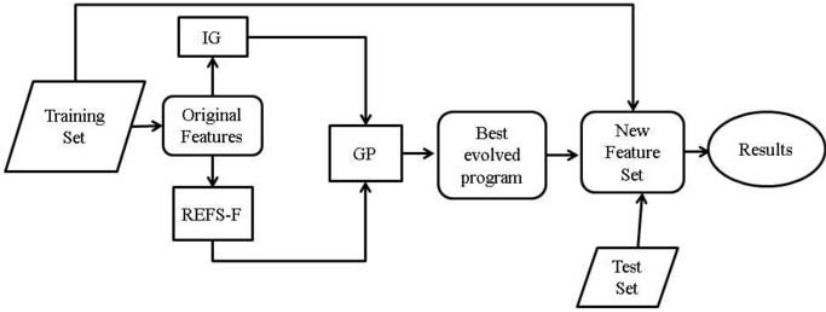 IG
Training
Set
Original
Features
GP
Best
evolved
program
New
Feature
Set
Results
REFS-F
Test
Set